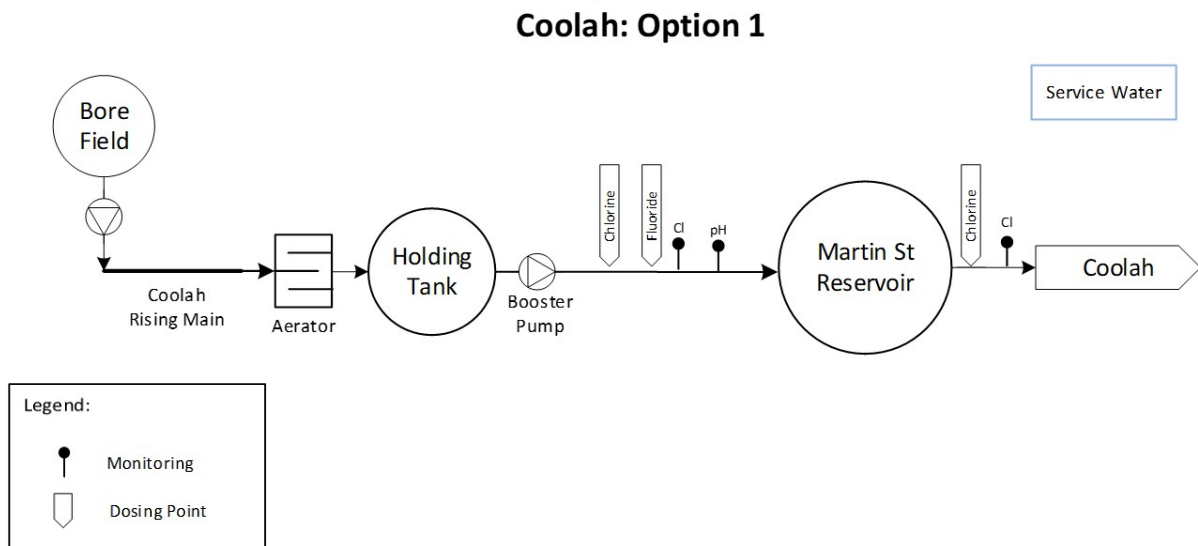 Coolah: Option 1
Bore
Field
Service Water
Chlorine
Fluoride
Cl
pH
Chlorine
Cl
Holding
Tank
Martin St
Reservoir
Coolah
Coolah
Rising Main
Aerator
Booster
Pump
Legend:
Monitoring
Dosing Point